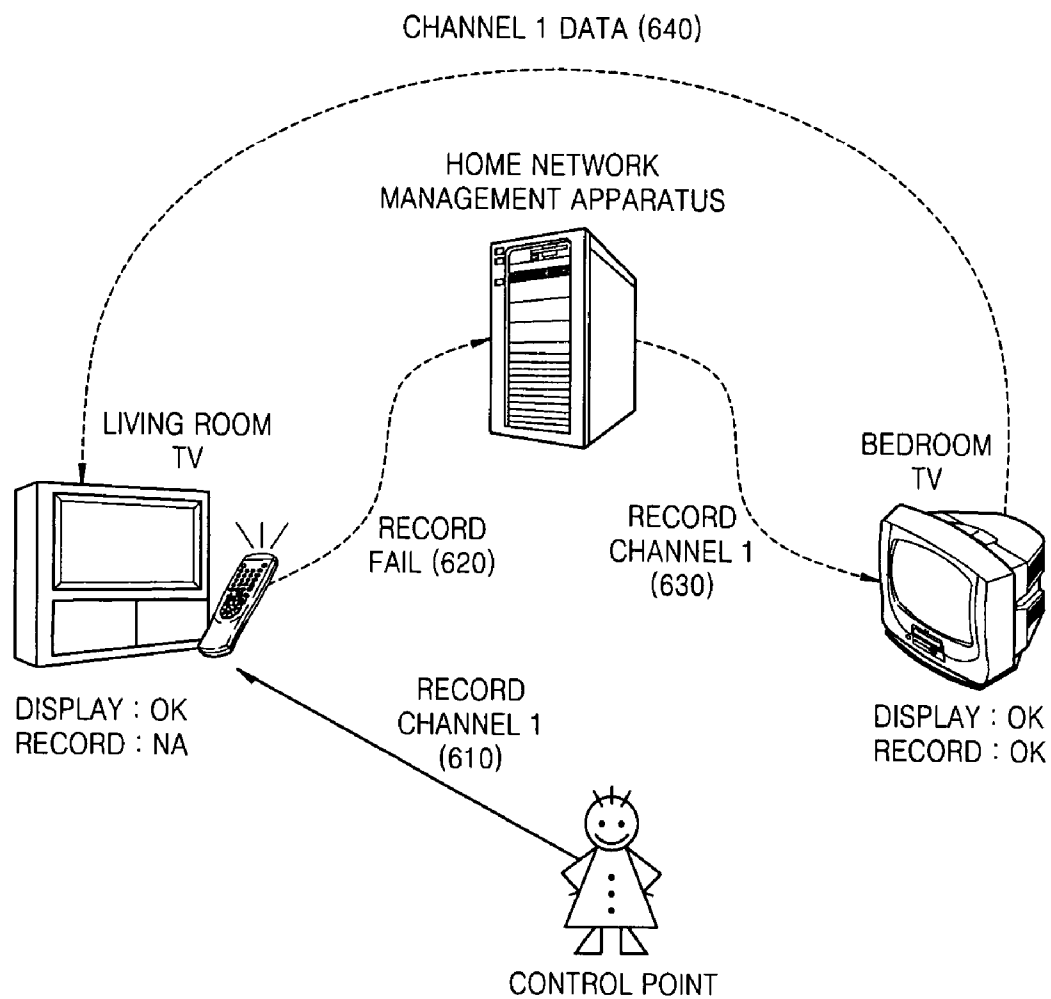 CHANNEL 1 DATA (640)
HOME NETWORK
MANAGEMENT APPARATUS
LIVING ROOM
TV
BEDROOM
TV
RECORD
FAIL (620)
RECORD
CHANNEL 1
(630)
DISPLAY : OK
RECORD : NA
RECORD
CHANNEL 1
(610)
DISPLAY : OK
RECORD : OK
CONTROL POINT